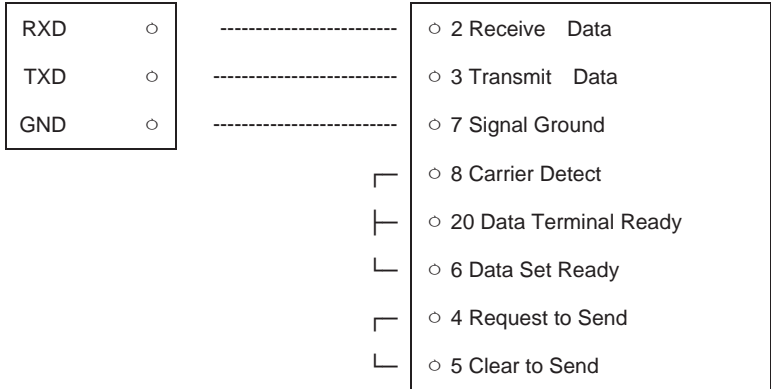 RXD 2 Receive Data
TXD 3 Transmit Data
GND 7 Signal Ground
8 Carrier Detect
20 Data Terminal Ready
6 Data Set Ready
4 Request to Send
5 Clear to Send